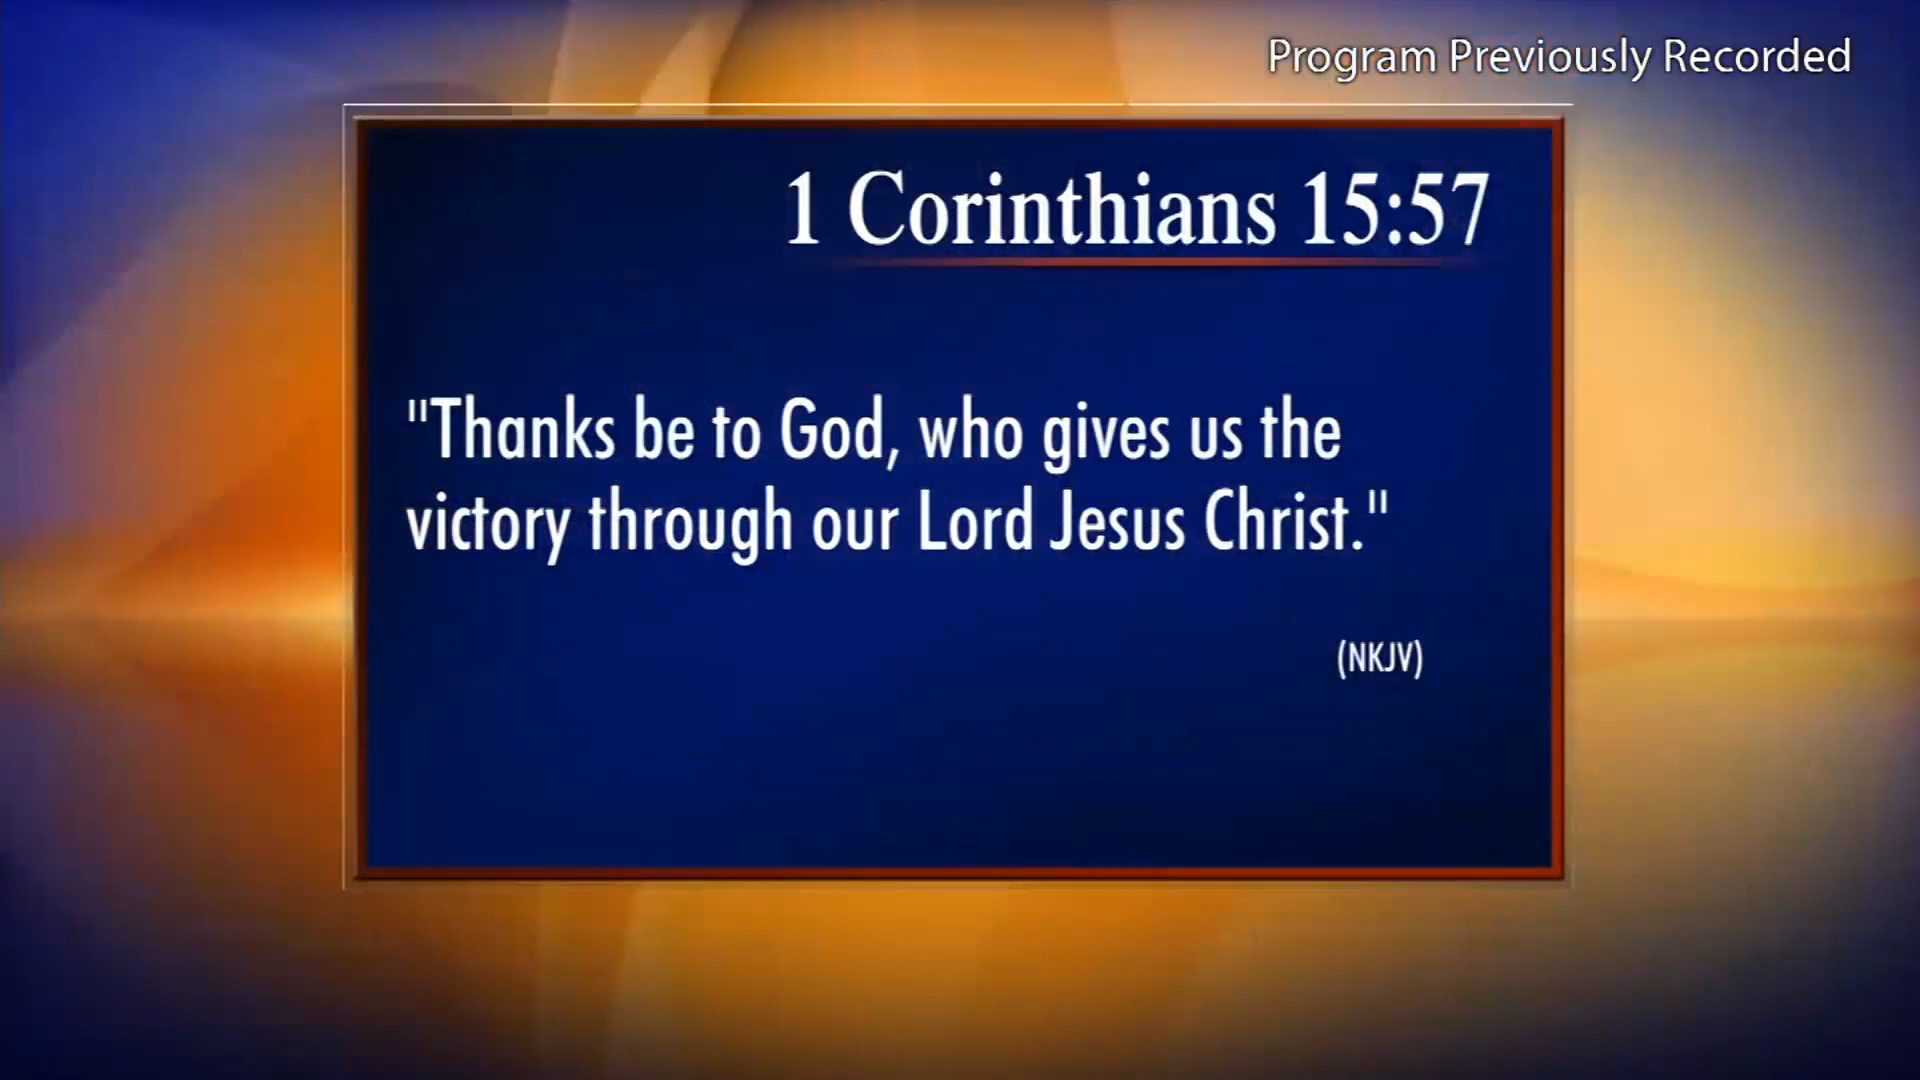 Program Previously Recorded
1 Corinthians 15:57
"Thanks be to God, who gives us the
victory through our Lord Jesus Christ."
(NKJV)